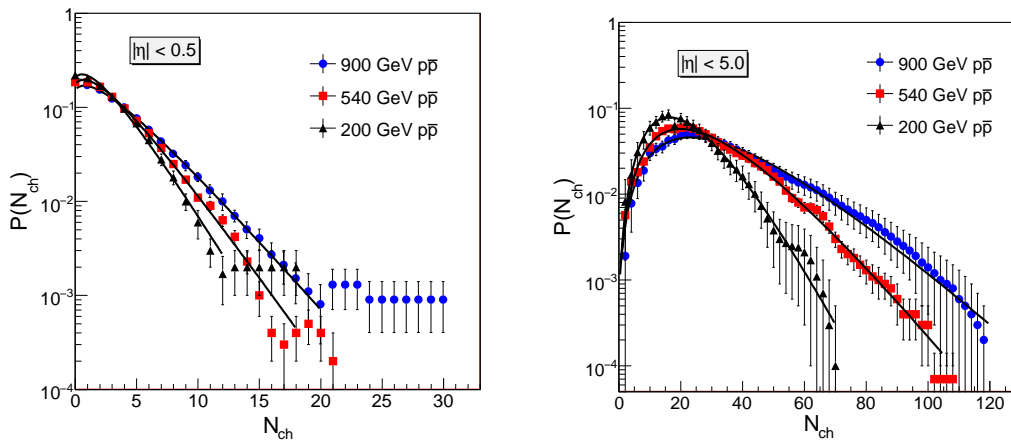 |η| < 0.5
900 GeV pp̅
540 GeV pp̅
200 GeV pp̅
P(N_ch)
1
10⁻¹
10⁻²
10⁻³
10⁻⁴
0 5 10 15 20 25 30
N_ch
|η| < 5.0
900 GeV pp̅
540 GeV pp̅
200 GeV pp̅
P(N_ch)
1
10⁻¹
10⁻²
10⁻³
10⁻⁴
0 20 40 60 80 100 120
N_ch